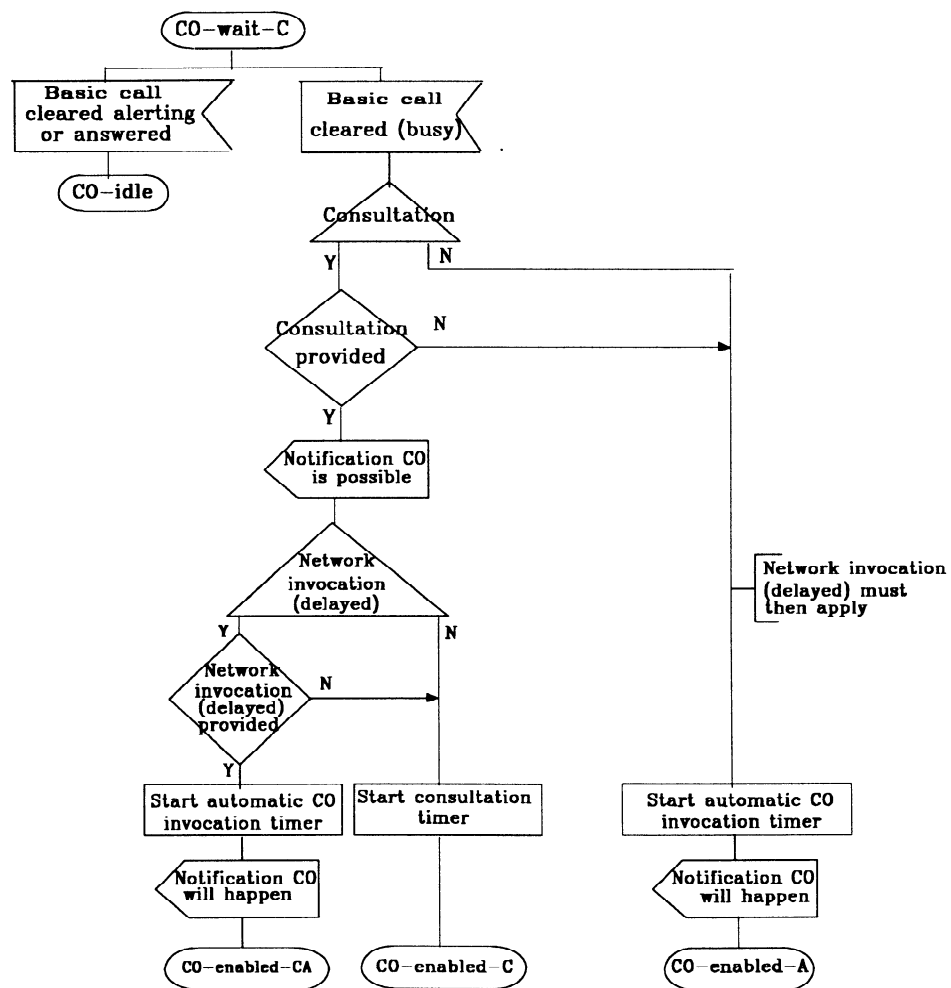 CO-wait-C
Basic call
cleared alerting
or answered
Basic call
cleared (busy)
CO-idle
Consultation
Y
N
Consultation
provided
N
Y
Notification CO
is possible
Network
invocation
(delayed)
Network invocation
(delayed) must
then apply
Y
N
Network
invocation
(delayed)
provided
N
Y
Start automatic CO
invocation timer
Start consultation
timer
Start automatic CO
invocation timer
Notification CO
will happen
Notification CO
will happen
CO-enabled-CA
CO-enabled-C
CO-enabled-A